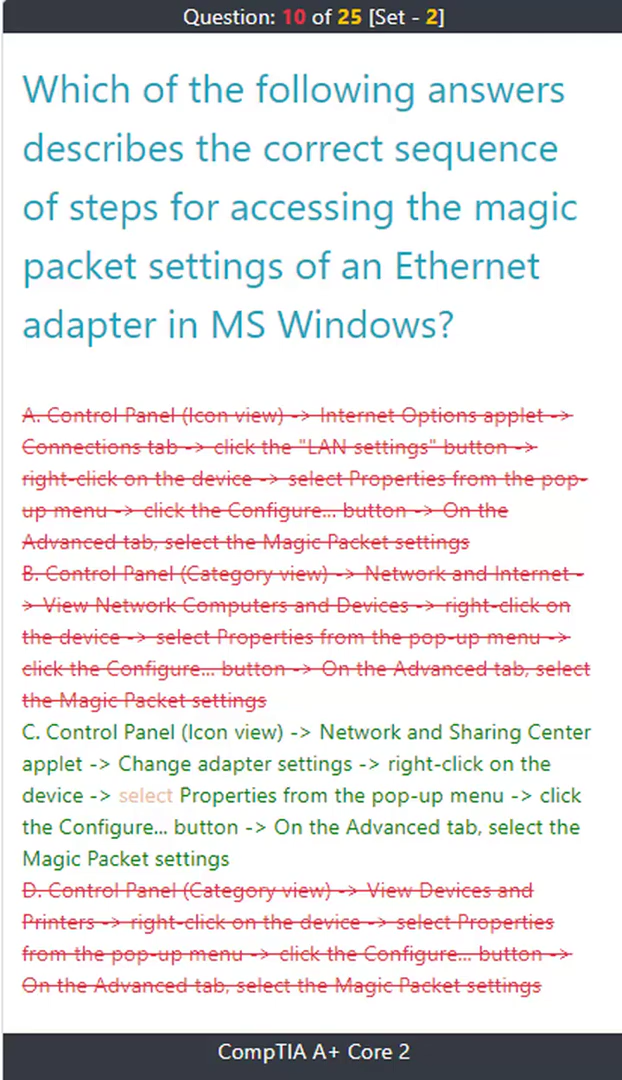 Question: 10 of 25 [Set - 2]
Which of the following answers
describes the correct sequence
of steps for accessing the magic
packet settings of an Ethernet
adapter in MS Windows?
A. Control Panel (Icon view) -> Internet Options applet ->
Connections tab -> click the "LAN settings" button ->
right-click on the device -> select Properties from the pop-
up menu -> click the Configure... button -> On the
Advanced tab, select the Magic Packet settings
B. Control Panel (Category view) -> Network and Internet -
> View Network Computers and Devices -> right-click on
the device -> select Properties from the pop-up menu ->
click the Configure... button -> On the Advanced tab, select
the Magic Packet settings
C. Control Panel (Icon view) -> Network and Sharing Center
applet -> Change adapter settings -> right-click on the
device -> select Properties from the pop-up menu -> click
the Configure... button -> On the Advanced tab, select the
Magic Packet settings
D. Control Panel (Category view) -> View Devices and
Printers -> right-click on the device -> select Properties
from the pop-up menu -> click the Configure... button ->
On the Advanced tab, select the Magic Packet settings
CompTIA A+ Core 2